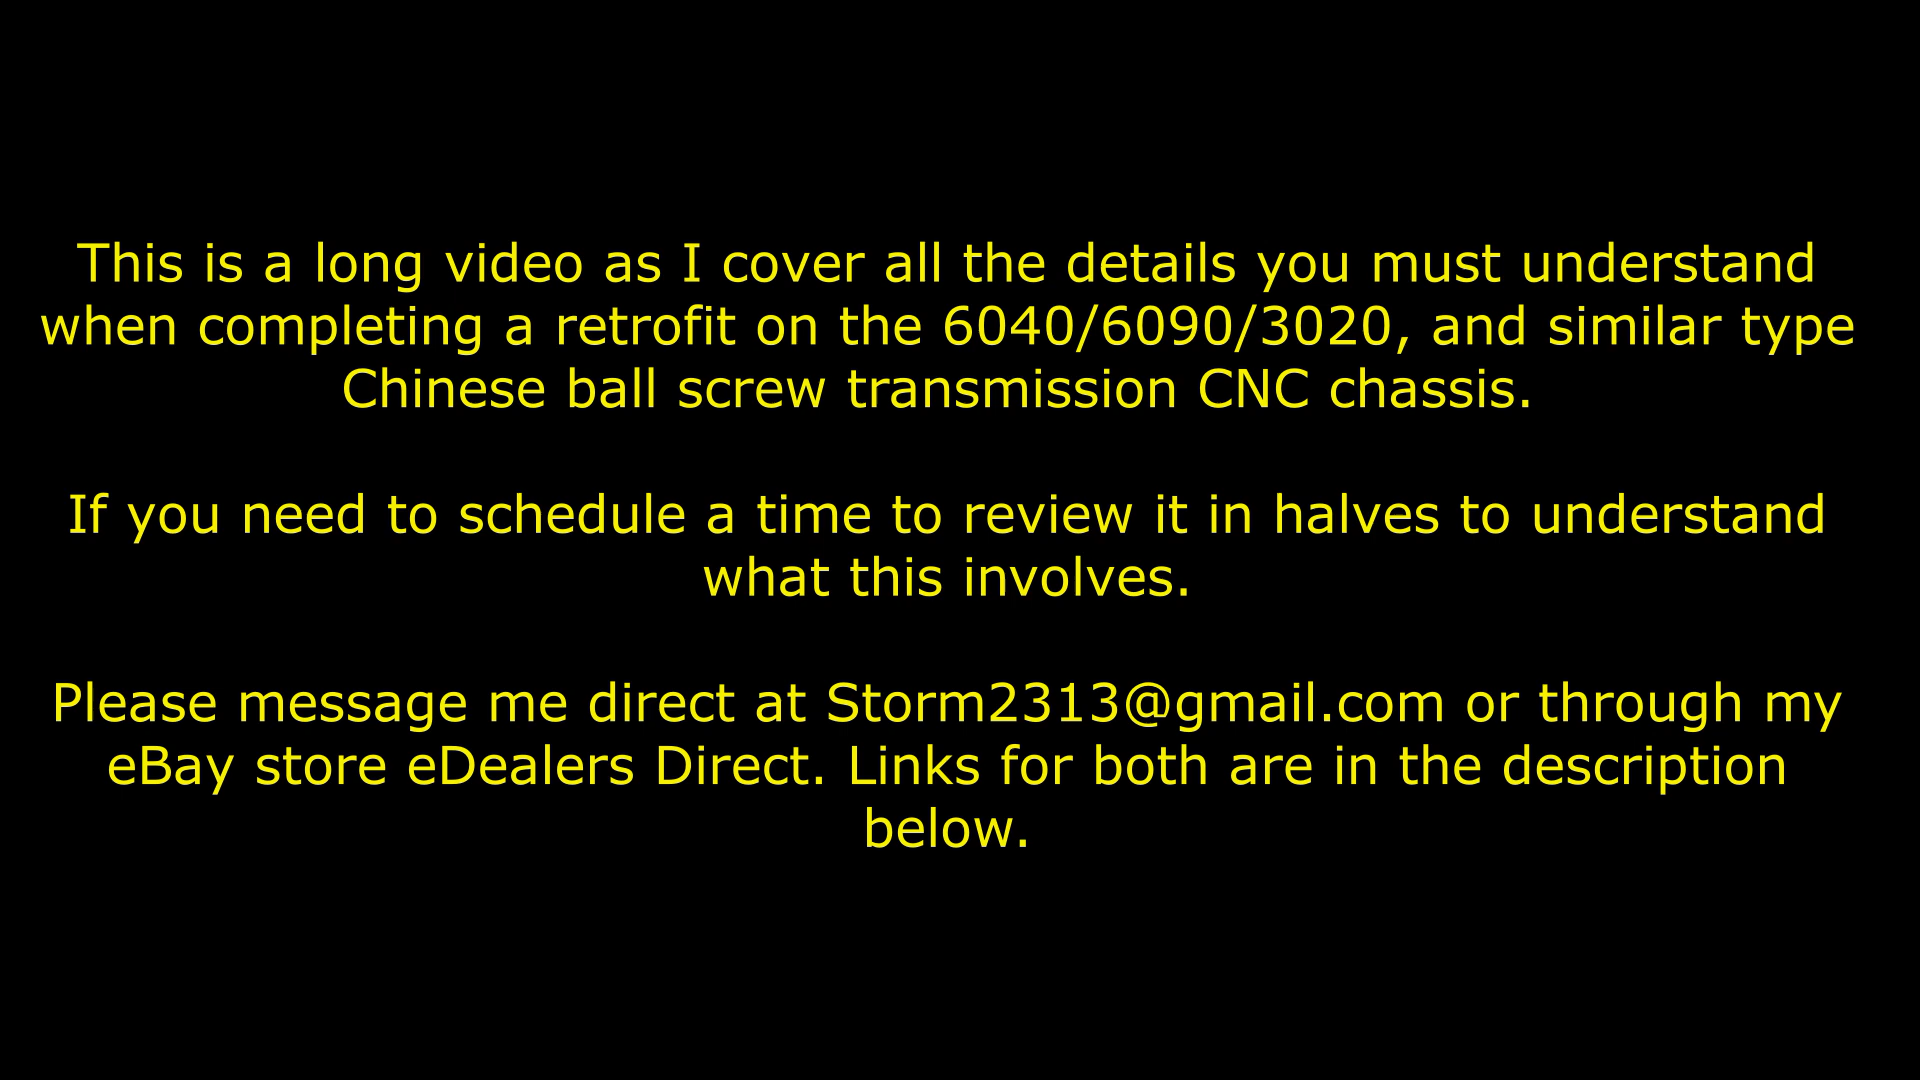 This is a long video as I cover all the details you must understand
when completing a retrofit on the 6040/6090/3020, and similar type
Chinese ball screw transmission CNC chassis.
If you need to schedule a time to review it in halves to understand
what this involves.
Please message me direct at Storm2313@gmail.com or through my
eBay store eDealers Direct. Links for both are in the description
below.